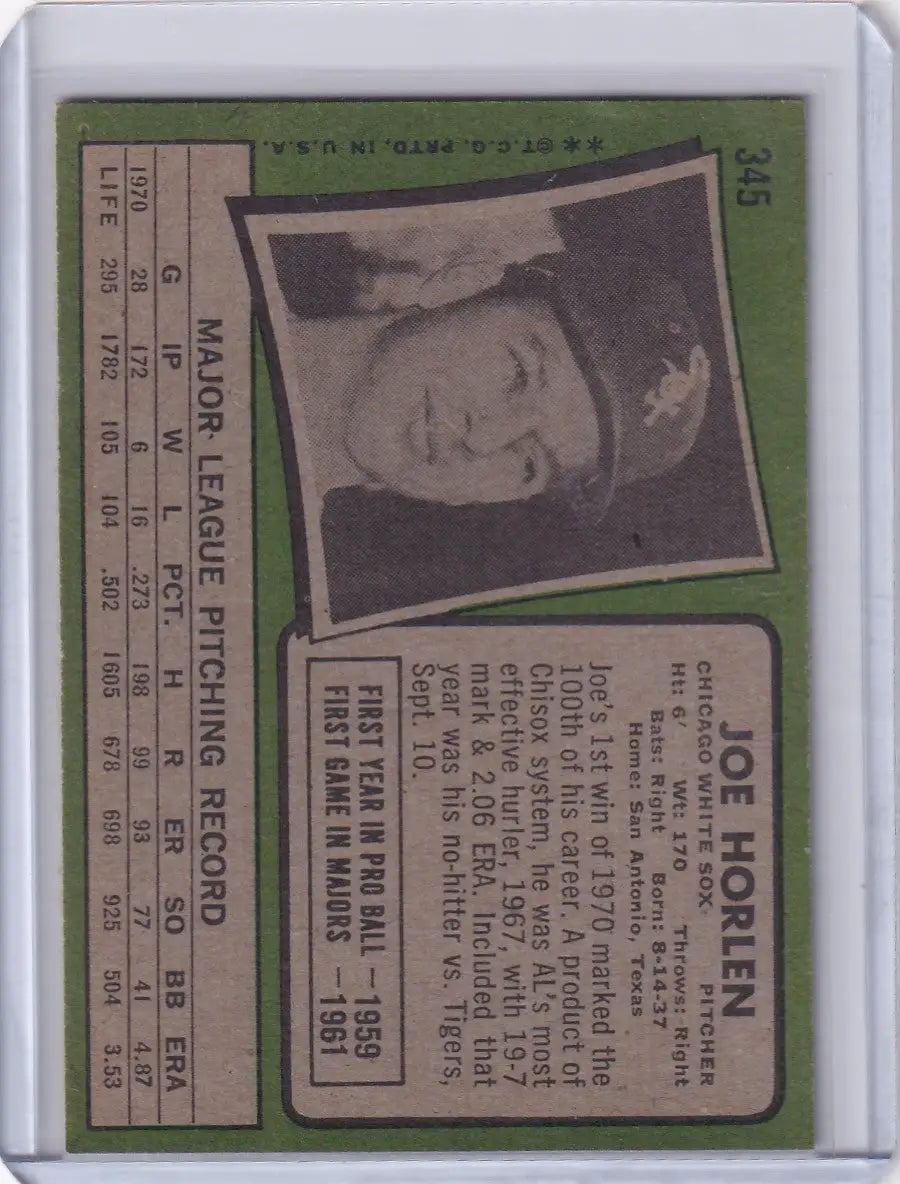 345
**@T.C.G. PRTD. IN U.S.A.
JOE HORLEN
CHICAGO WHITE SOX· PITCHER
Ht: 6' Wt: 170 Throws: Right
Bats: Right Born: 8-14-37
Home: San Antonio, Texas
Joe's 1st win of 1970 marked the
100th of his career. A product of
Chisox system, he was AL's most
effective hurler, 1967, with 19-7
mark & 2.06 ERA. Included that
year was his no-hitter vs. Tigers,
Sept. 10.
FIRST YEAR IN PRO BALL —1959
FIRST GAME IN MAJORS —1961
MAJOR LEAGUE PITCHING RECORD
G IP W L PCT. H R ER SO BB ERA
1970 28 172 6 16 .273 198 99 93 77 41 4.87
LIFE 295 1782 105 104 .502 1605 678 698 925 504 3.53